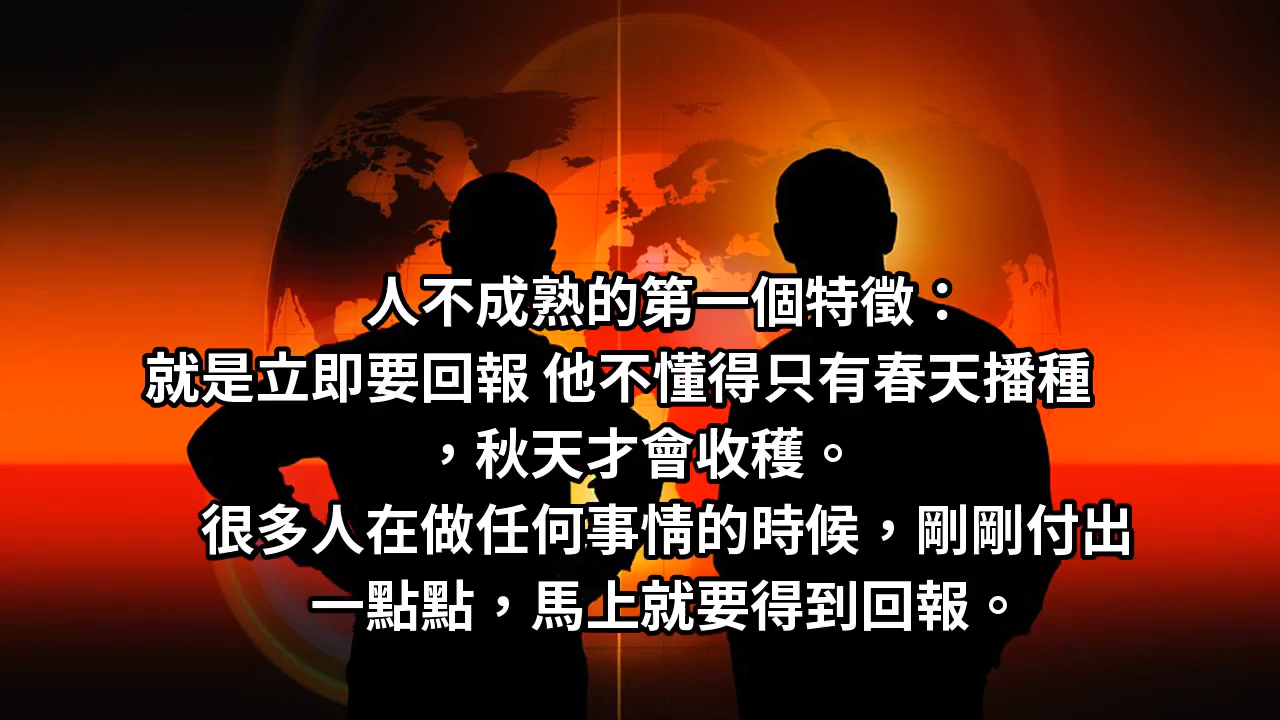 人不成熟的第一個特徵：
就是立即要回報 他不懂得只有春天播種
，秋天才會收穫。
很多人在做任何事情的時候，剛剛付出
一點點，馬上就要得到回報。